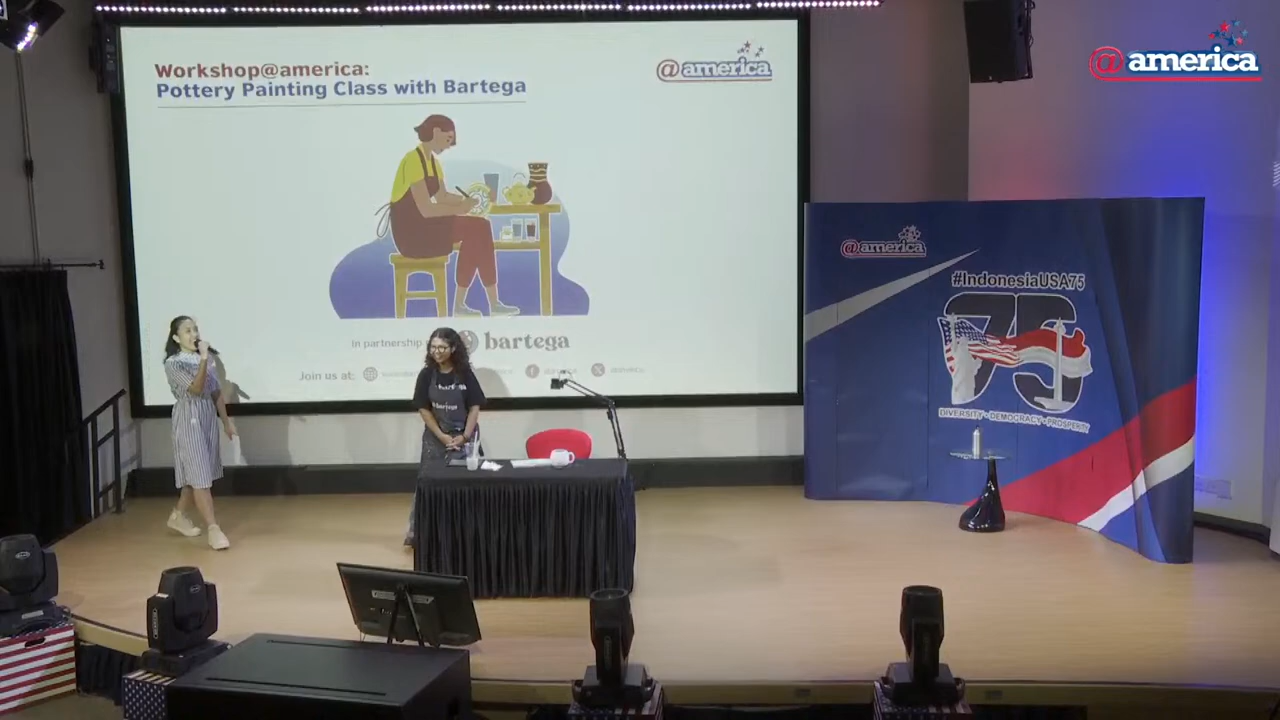 Workshop@america:
Pottery Painting Class with Bartega
@america
@america
@america
#IndonesiaUSA75
75
DIVERSITY • DEMOCRACY • PROSPERITY
In partnership
bartega
Join us at:
bartega